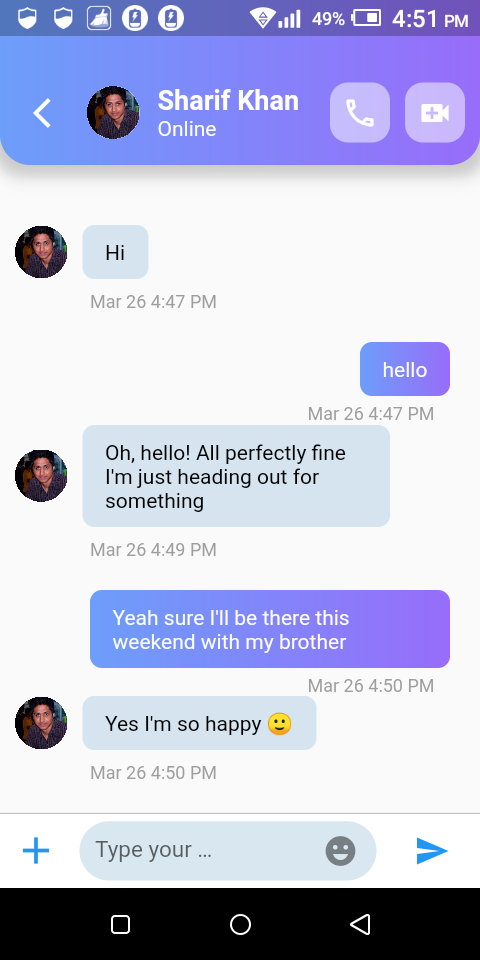 49% 4:51 PM
Sharif Khan
Online
Hi
Mar 26 4:47 PM
hello
Mar 26 4:47 PM
Oh, hello! All perfectly fine
I'm just heading out for
something
Mar 26 4:49 PM
Yeah sure I'll be there this
weekend with my brother
Mar 26 4:50 PM
Yes I'm so happy 🙂
Mar 26 4:50 PM
Type your ...